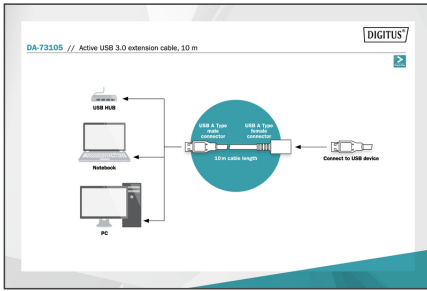 DIGITUS®
DA-73105 // Active USB 3.0 extension cable, 10 m
USB HUB
USB A Type
male
connector
USB A Type
female
connector
10m cable length
Notebook
Connect to USB device
PC